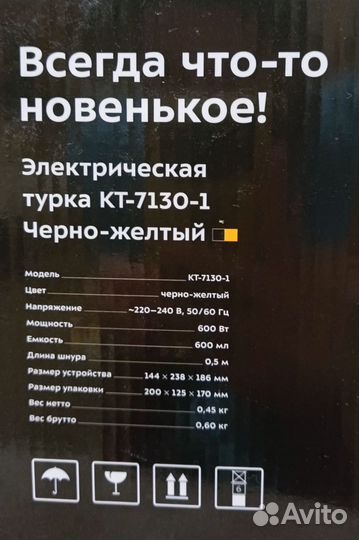 Всегда что-то
новенькое!
Электрическая
турка КТ-7130-1
Черно-желтый
Модель КТ-7130-1
Цвет черно-желтый
Напряжение ~220–240 В, 50/60 Гц
Мощность 600 Вт
Емкость 600 мл
Длина шнура 0,5 м
Размер устройства 144 × 238 × 186 мм
Размер упаковки 200 × 125 × 170 мм
Вес нетто 0,45 кг
Вес брутто 0,60 кг
6
Avito